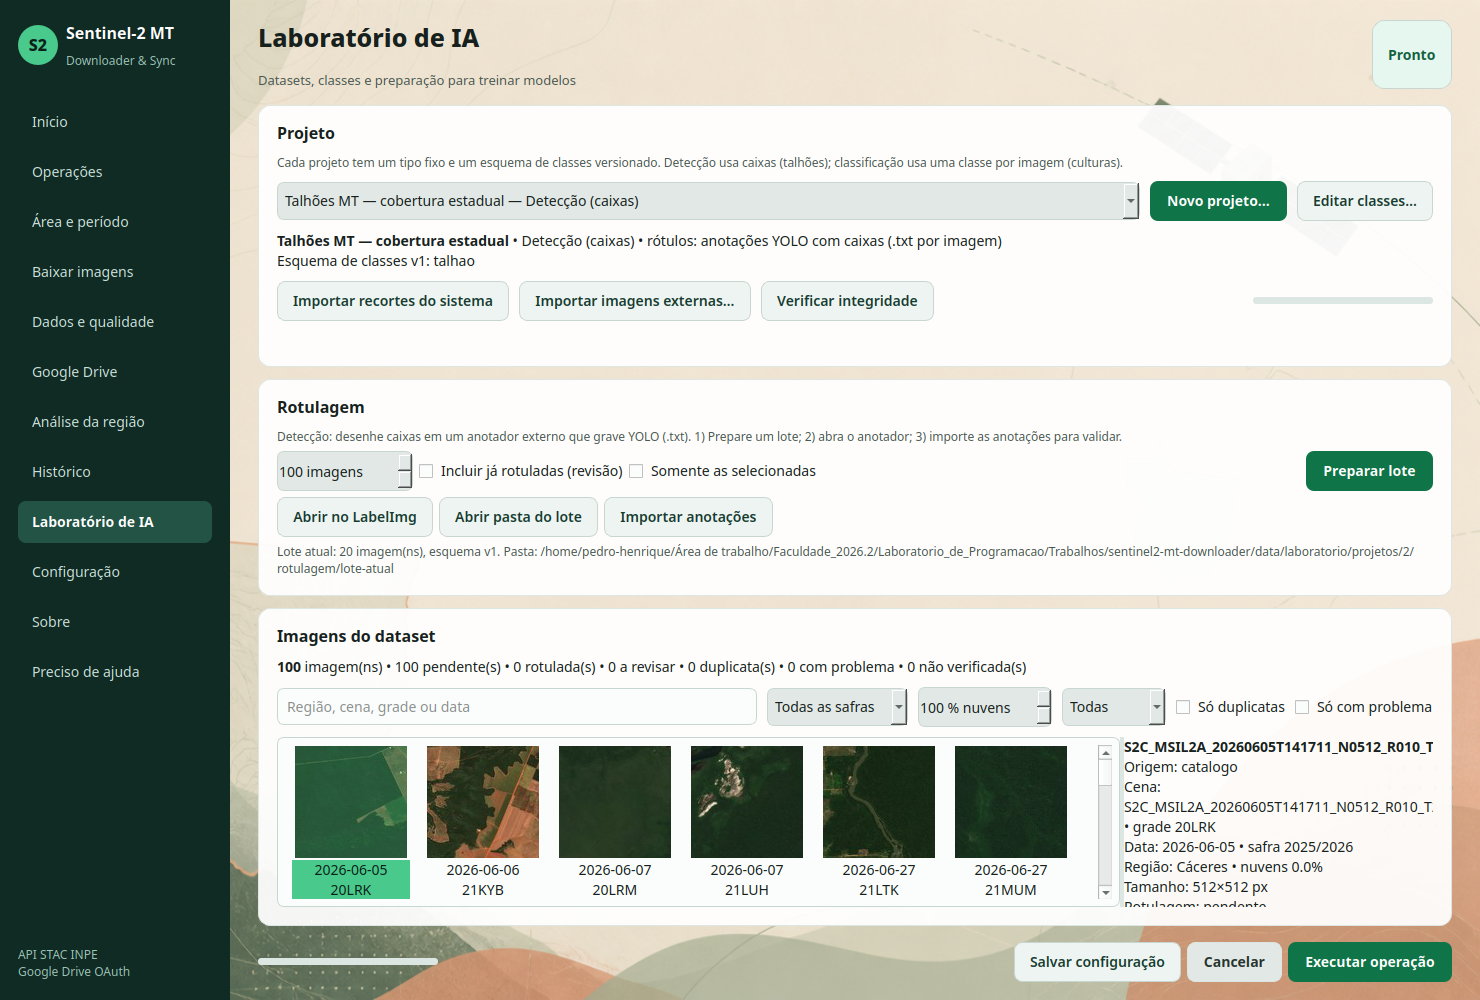 S2
Sentinel-2 MT
Downloader & Sync
Início
Operações
Área e período
Baixar imagens
Dados e qualidade
Google Drive
Análise da região
Histórico
Laboratório de IA
Configuração
Sobre
Preciso de ajuda
API STAC INPE
Google Drive OAuth
Laboratório de IA
Datasets, classes e preparação para treinar modelos
Pronto
Projeto
Cada projeto tem um tipo fixo e um esquema de classes versionado. Detecção usa caixas (talhões); classificação usa uma classe por imagem (culturas).
Talhões MT — cobertura estadual — Detecção (caixas)
Novo projeto...
Editar classes...
Talhões MT — cobertura estadual • Detecção (caixas) • rótulos: anotações YOLO com caixas (.txt por imagem)
Esquema de classes v1: talhao
Importar recortes do sistema
Importar imagens externas...
Verificar integridade
Rotulagem
Detecção: desenhe caixas em um anotador externo que grave YOLO (.txt). 1) Prepare um lote; 2) abra o anotador; 3) importe as anotações para validar.
100 imagens
Incluir já rotuladas (revisão)
Somente as selecionadas
Preparar lote
Abrir no LabelImg
Abrir pasta do lote
Importar anotações
Lote atual: 20 imagem(ns), esquema v1. Pasta: /home/pedro-henrique/Área de trabalho/Faculdade_2026.2/Laboratorio_de_Programacao/Trabalhos/sentinel2-mt-downloader/data/laboratorio/projetos/2/
rotulagem/lote-atual
Imagens do dataset
100 imagem(ns) • 100 pendente(s) • 0 rotulada(s) • 0 a revisar • 0 duplicata(s) • 0 com problema • 0 não verificada(s)
Região, cena, grade ou data
Todas as safras
100 % nuvens
Todas
Só duplicatas
Só com problema
2026-06-05
20LRK
2026-06-06
21KYB
2026-06-07
20LRM
2026-06-07
21LUH
2026-06-27
21LTK
2026-06-27
21MUM
S2C_MSIL2A_20260605T141711_N0512_R010_T
Origem: catalogo
Cena:
S2C_MSIL2A_20260605T141711_N0512_R010_T.
• grade 20LRK
Data: 2026-06-05 • safra 2025/2026
Região: Cáceres • nuvens 0.0%
Tamanho: 512×512 px
Rotulagem: pendente
Salvar configuração
Cancelar
Executar operação